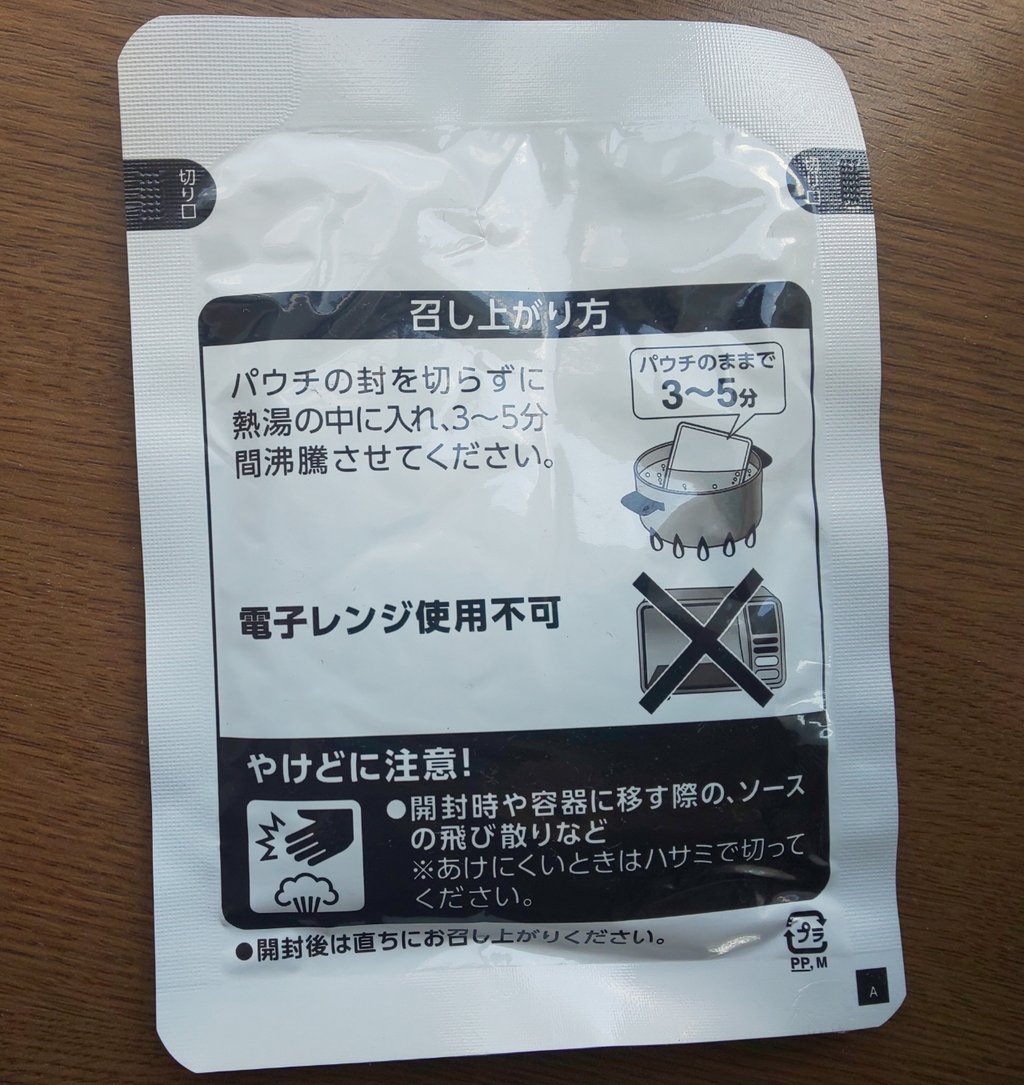 切り口
切り口
召し上がり方
パウチの封を切らずに
熱湯の中に入れ、3〜5分
間沸騰させてください。
パウチのままで
3〜5分
電子レンジ使用不可
やけどに注意!
●開封時や容器に移す際の、ソース
の飛び散りなど
※あけにくいときはハサミで切って
ください。
●開封後は直ちにお召し上がりください。
プラ
PP, M
A